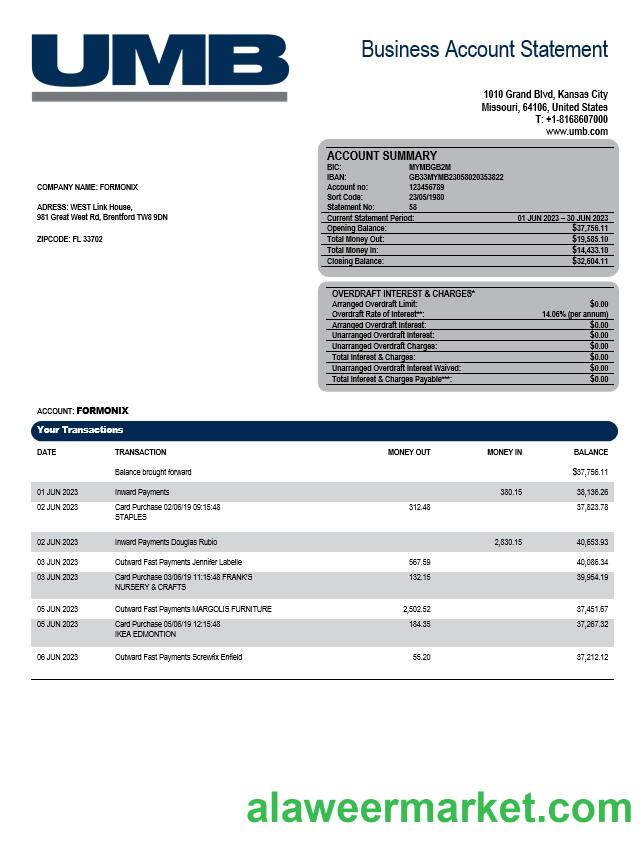 UMB
Business Account Statement
1010 Grand Blvd, Kansas City
Missouri, 64106, United States
T: +1-8168607000
www.umb.com
COMPANY NAME: FORMONIX
ADRESS: WEST Link House,
981 Great West Rd, Brentford TW8 9DN
ZIPCODE: FL 33702
ACCOUNT SUMMARY
BIC: MYMBGB2M
IBAN: GB33MYMB23058020353822
Account no: 123456789
Sort Code: 23/05/1980
Statement No: 58
Current Statement Period: 01 JUN 2023 – 30 JUN 2023
Opening Balance: $37,756.11
Total Money Out: $19,585.10
Total Money In: $14,433.10
Closing Balance: $32,604.11
OVERDRAFT INTEREST & CHARGES*
Arranged Overdraft Limit: $0.00
Overdraft Rate of Interest**: 14.06% (per annum)
Arranged Overdraft Interest: $0.00
Unarranged Overdraft Interest: $0.00
Unarranged Overdraft Charges: $0.00
Total Interest & Charges: $0.00
Unarranged Overdraft Interest Waived: $0.00
Total Interest & Charges Payable***: $0.00
ACCOUNT: FORMONIX
Your Transactions
DATE TRANSACTION MONEY OUT MONEY IN BALANCE
Balance brought forward $37,756.11
01 JUN 2023 Inward Payments 380.15 38,136.26
02 JUN 2023 Card Purchase 02/06/19 09:15:48 312.48 37,823.78
STAPLES
02 JUN 2023 Inward Payments Douglas Rubio 2,830.15 40,653.93
03 JUN 2023 Outward Fast Payments Jennifer Labelle 567.59 40,086.34
03 JUN 2023 Card Purchase 03/06/19 11:15:48 FRANK'S 132.15 39,954.19
NURSERY & CRAFTS
05 JUN 2023 Outward Fast Payments MARGOLIS FURNITURE 2,502.52 37,451.67
05 JUN 2023 Card Purchase 05/06/19 12:15:48 184.35 37,267.32
IKEA EDMONTION
06 JUN 2023 Outward Fast Payments Screwfix Enfield 55.20 37,212.12
alaweermarket.com